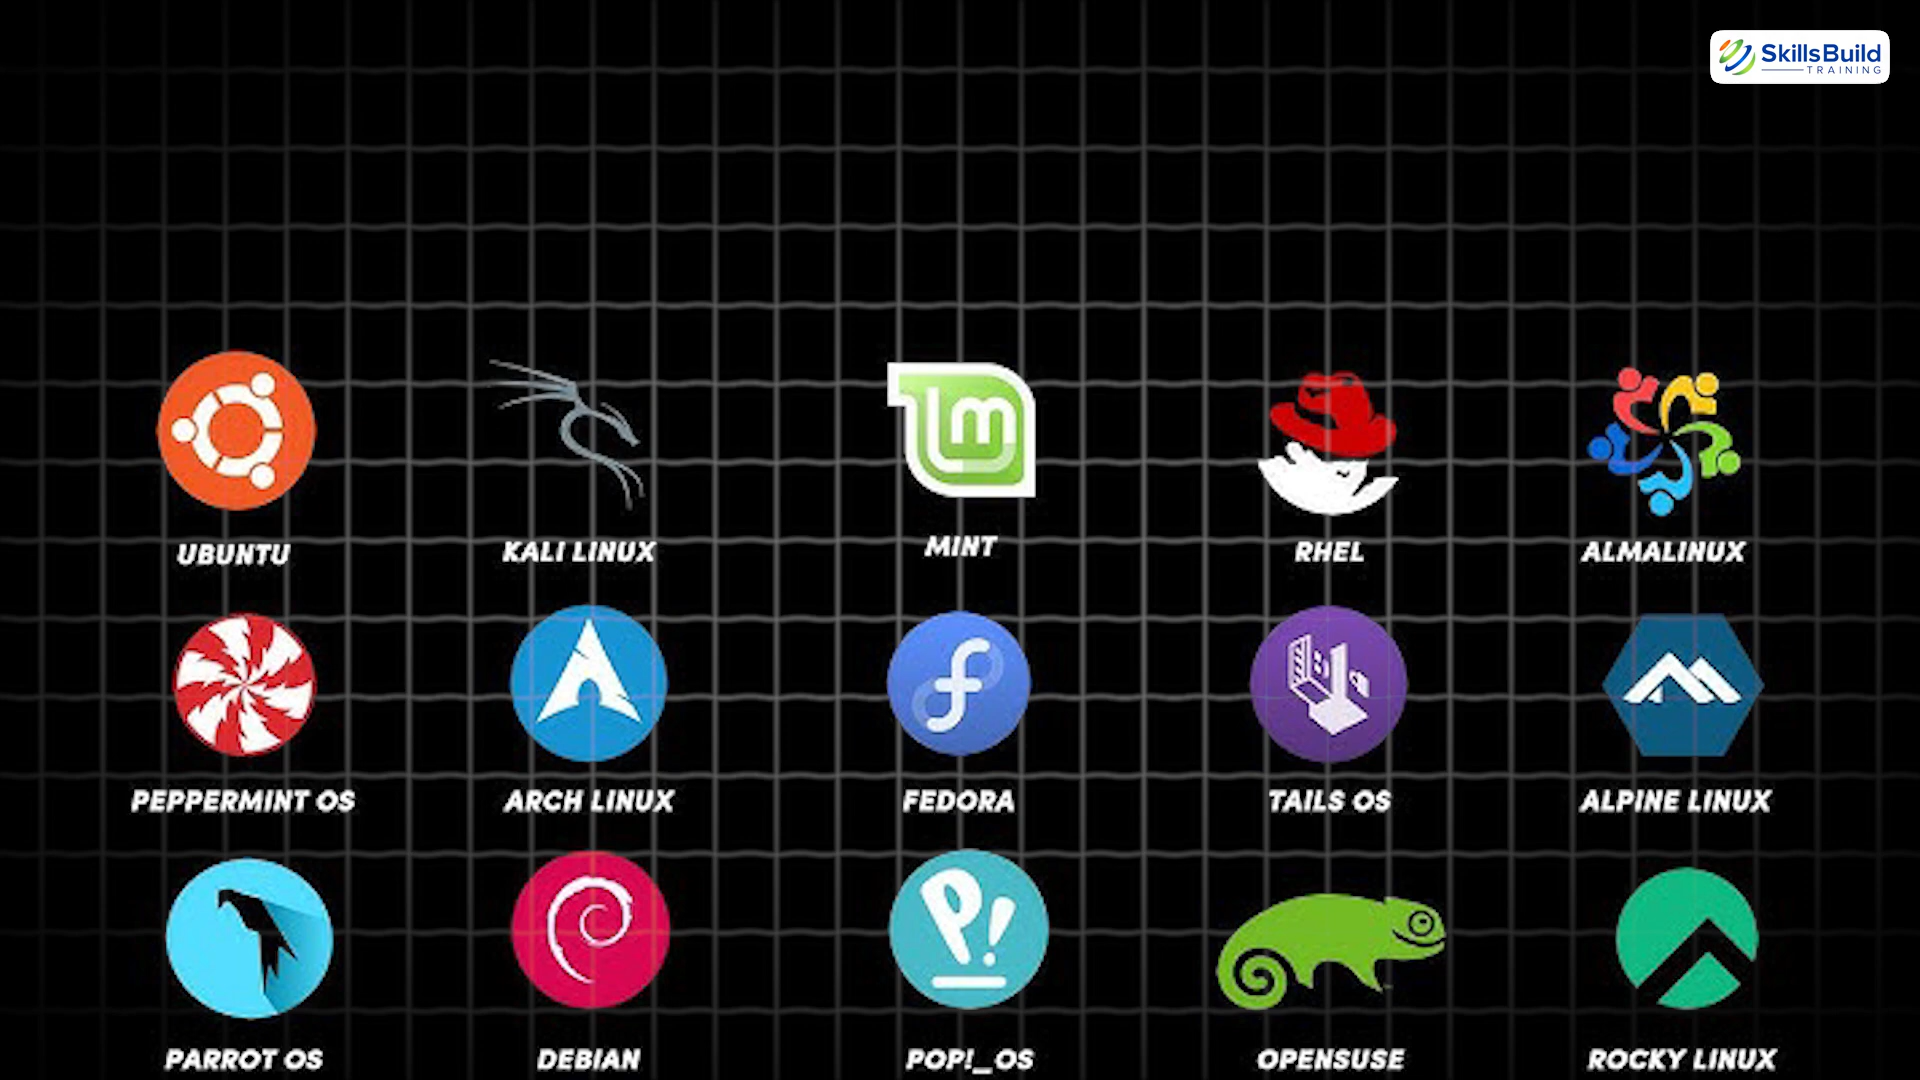 SkillsBuild
TRAINING
lm
UBUNTU
KALI LINUX
MINT
RHEL
ALMALINUX
PEPPERMINT OS
ARCH LINUX
FEDORA
TAILS OS
ALPINE LINUX
P!
PARROT OS
DEBIAN
POP!_OS
OPENSUSE
ROCKY LINUX